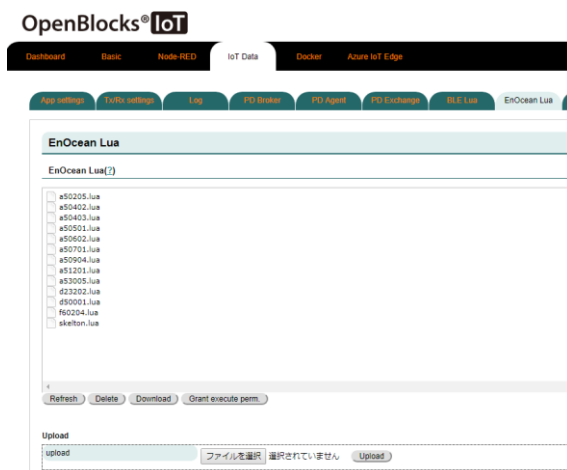 OpenBlocks® IoT
Dashboard Basic Node-RED IoT Data Docker Azure IoT Edge
App settings Tx/Rx settings Log PD Broker PD Agent PD Exchange BLE Lua EnOcean Lua
EnOcean Lua
EnOcean Lua(?)
a50205.lua
a50402.lua
a50403.lua
a50501.lua
a50602.lua
a50701.lua
a50904.lua
a51201.lua
a53005.lua
d23202.lua
d50001.lua
f60204.lua
skelton.lua
Refresh Delete Download Grant execute perm.
Upload
upload ファイルを選択 選択されていません Upload